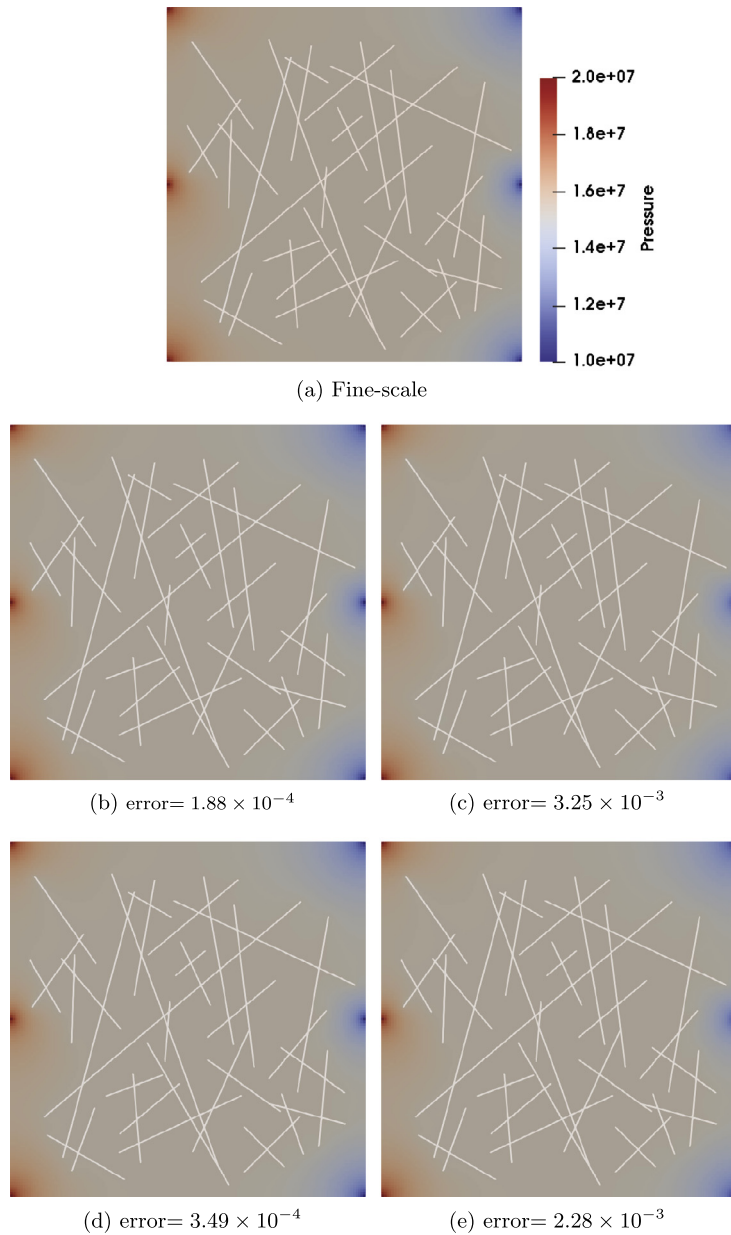 2.0e+07
1.8e+7
1.6e+7
1.4e+7
1.2e+7
1.0e+07
Pressure
(a) Fine-scale
(b) error= 1.88 × 10⁻⁴
(c) error= 3.25 × 10⁻³
(d) error= 3.49 × 10⁻⁴
(e) error= 2.28 × 10⁻³